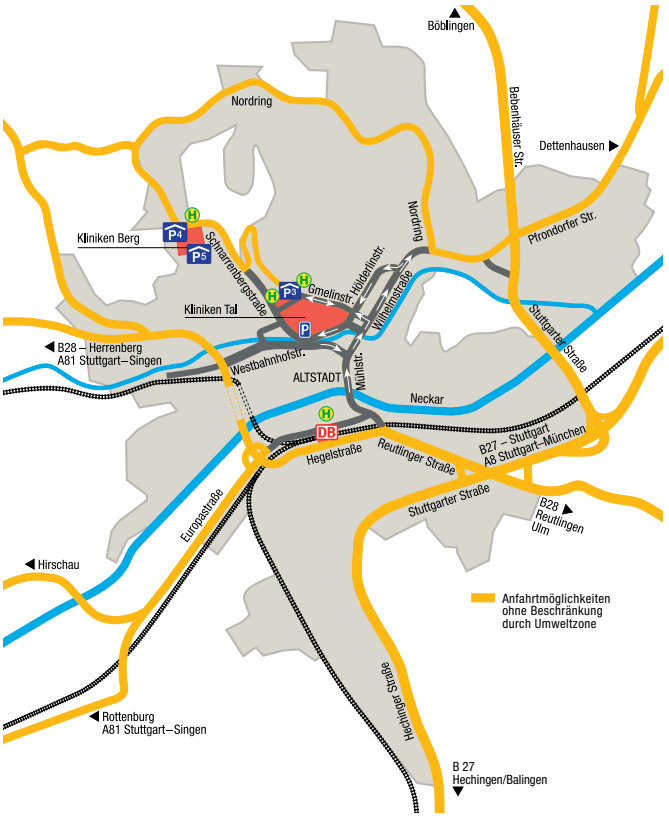 Böblingen
Nordring
Bebenhäuser Str.
Dettenhausen
H
P4
Kliniken Berg
P5
Schnarrenbergstraße
Nordring
Pfrondorfer Str.
H
P3
H
Gmelinstr.
Hölderlinstr.
Wilhelmstraße
Kliniken Tal
P
Stuttgarter Straße
B28 – Herrenberg
A81 Stuttgart–Singen
Westbahnhofstr.
ALTSTADT
Mühlstr.
Neckar
H
DB
Hegelstraße
Reutlinger Straße
B27 – Stuttgart
A8 Stuttgart–München
Stuttgarter Straße
B28
Reutlingen
Ulm
Europastraße
Hirschau
Anfahrtmöglichkeiten
ohne Beschränkung
durch Umweltzone
Hechinger Straße
Rottenburg
A81 Stuttgart–Singen
B 27
Hechingen/Balingen